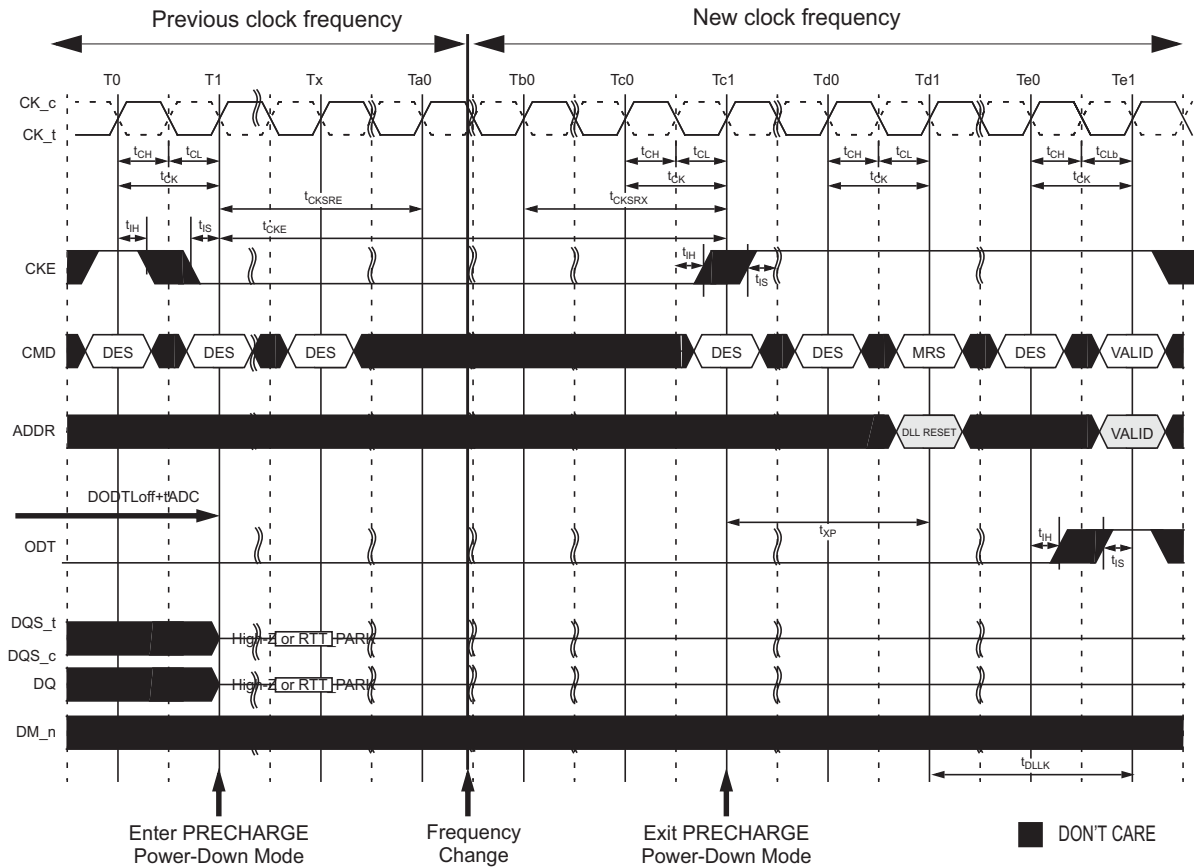 Previous clock frequency
New clock frequency
T0 T1 Tx Ta0 Tb0 Tc0 Tc1 Td0 Td1 Te0 Te1
CK_c
CK_t
tCH tCL tCH tCL tCH tCL tCH tCLb
tCK tCK tCK tCK
tCKSRE tCKSRX
tIH tIS tCKE
CKE
tIH
tIS
CMD DES DES DES DES DES MRS DES VALID
ADDR DLL RESET VALID
DODTLoff+tADC
tXP
ODT
tIH
tIS
DQS_t
High-Z or RTT_PARK
DQS_c
DQ High-Z or RTT_PARK
DM_n
tDLLK
Enter PRECHARGE
Power-Down Mode
Frequency
Change
Exit PRECHARGE
Power-Down Mode
DON'T CARE